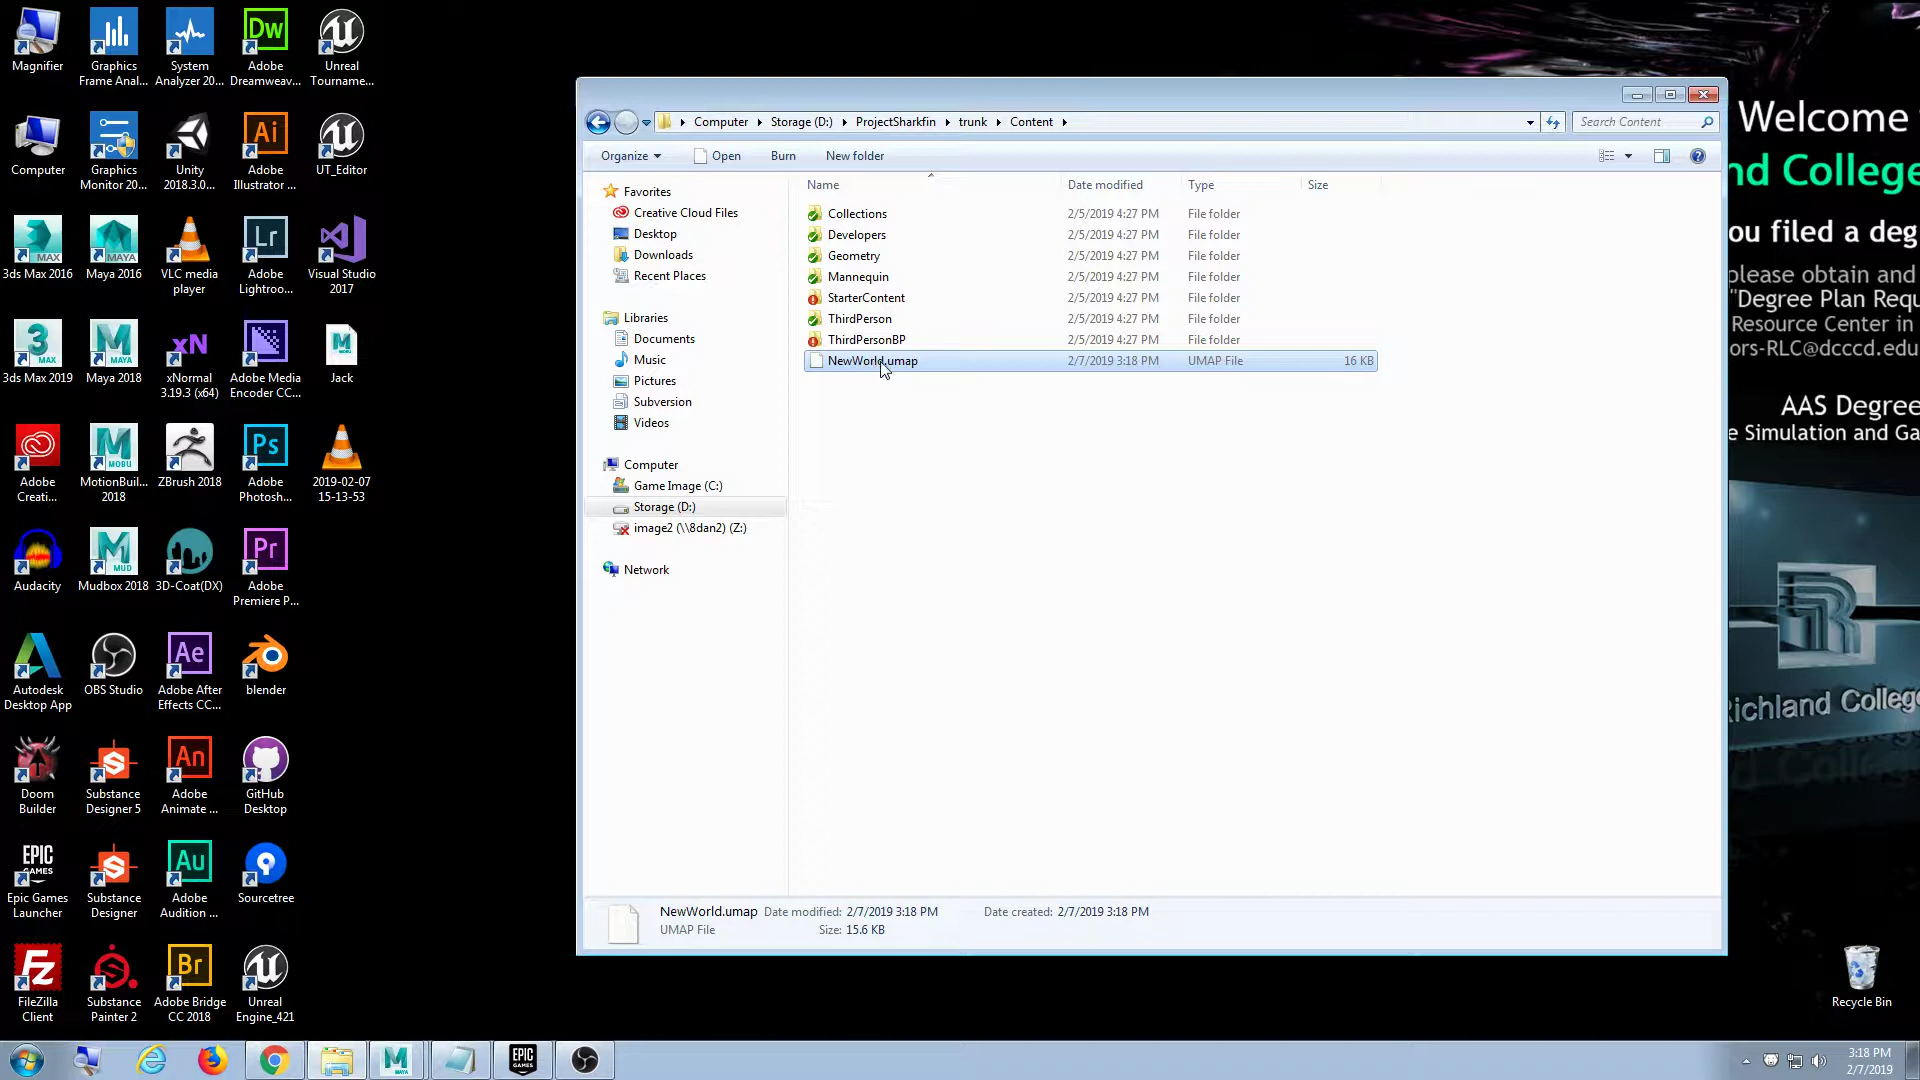 Magnifier
Graphics
Frame Anal...
System
Analyzer 20...
Adobe
Dreamweav...
Unreal
Tourname...
Computer
Graphics
Monitor 20...
Unity
2018.3.0...
Adobe
Illustrator ...
UT_Editor
3ds Max 2016
Maya 2016
VLC media
player
Adobe
Lightroo...
Visual Studio
2017
3ds Max 2019
Maya 2018
xNormal
3.19.3 (x64)
Adobe Media
Encoder CC...
Jack
Adobe
Creati...
MotionBuil...
2018
ZBrush 2018
Adobe
Photosh...
2019-02-07
15-13-53
Audacity
Mudbox 2018
3D-Coat(DX)
Adobe
Premiere P...
Autodesk
Desktop App
OBS Studio
Adobe After
Effects CC...
blender
Doom
Builder
Substance
Designer 5
Adobe
Animate ...
GitHub
Desktop
Epic Games
Launcher
Substance
Designer
Adobe
Audition ...
Sourcetree
FileZilla
Client
Substance
Painter 2
Adobe Bridge
CC 2018
Unreal
Engine_421
Computer Storage (D:) ProjectSharkfin trunk Content
Search Content
Organize Open Burn New folder
Favorites
Creative Cloud Files
Desktop
Downloads
Recent Places
Libraries
Documents
Music
Pictures
Subversion
Videos
Computer
Game Image (C:)
Storage (D:)
image2 (\\8dan2) (Z:)
Network
Name Date modified Type Size
Collections 2/5/2019 4:27 PM File folder
Developers 2/5/2019 4:27 PM File folder
Geometry 2/5/2019 4:27 PM File folder
Mannequin 2/5/2019 4:27 PM File folder
StarterContent 2/5/2019 4:27 PM File folder
ThirdPerson 2/5/2019 4:27 PM File folder
ThirdPersonBP 2/5/2019 4:27 PM File folder
NewWorld.umap 2/7/2019 3:18 PM UMAP File 16 KB
NewWorld.umap Date modified: 2/7/2019 3:18 PM Date created: 2/7/2019 3:18 PM
UMAP File Size: 15.6 KB
Welcome
nd College
ou filed a deg
please obtain and
"Degree Plan Requ
Resource Center in
ors-RLC@dcccd.edu
AAS Degree
e Simulation and Ga
Richland College
Recycle Bin
3:18 PM
2/7/2019